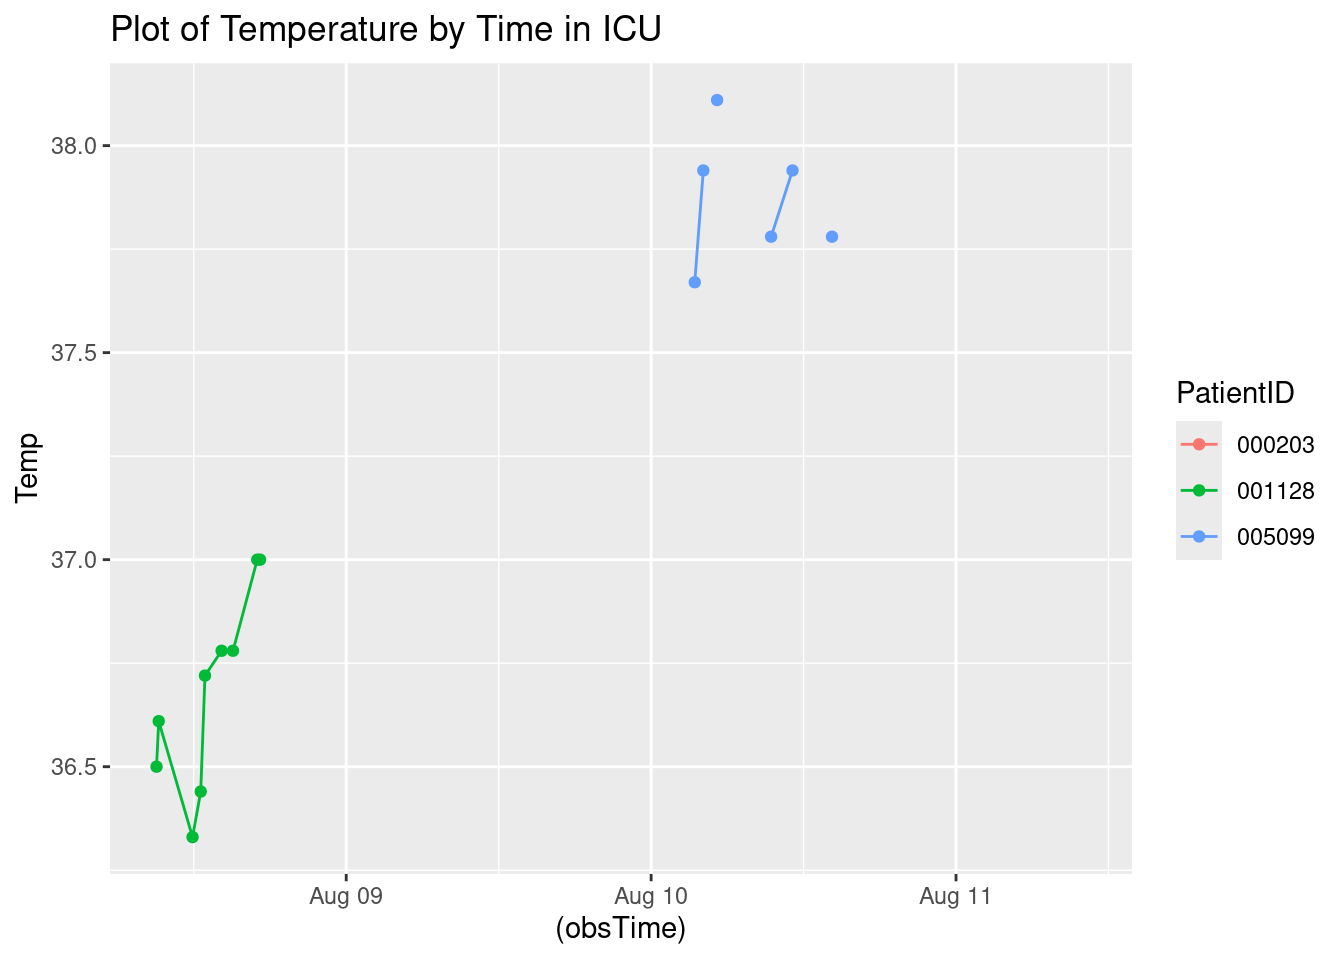 Plot of Temperature by Time in ICU
38.0
37.5
37.0
36.5
Temp
Aug 09
Aug 10
Aug 11
(obsTime)
PatientID
000203
001128
005099